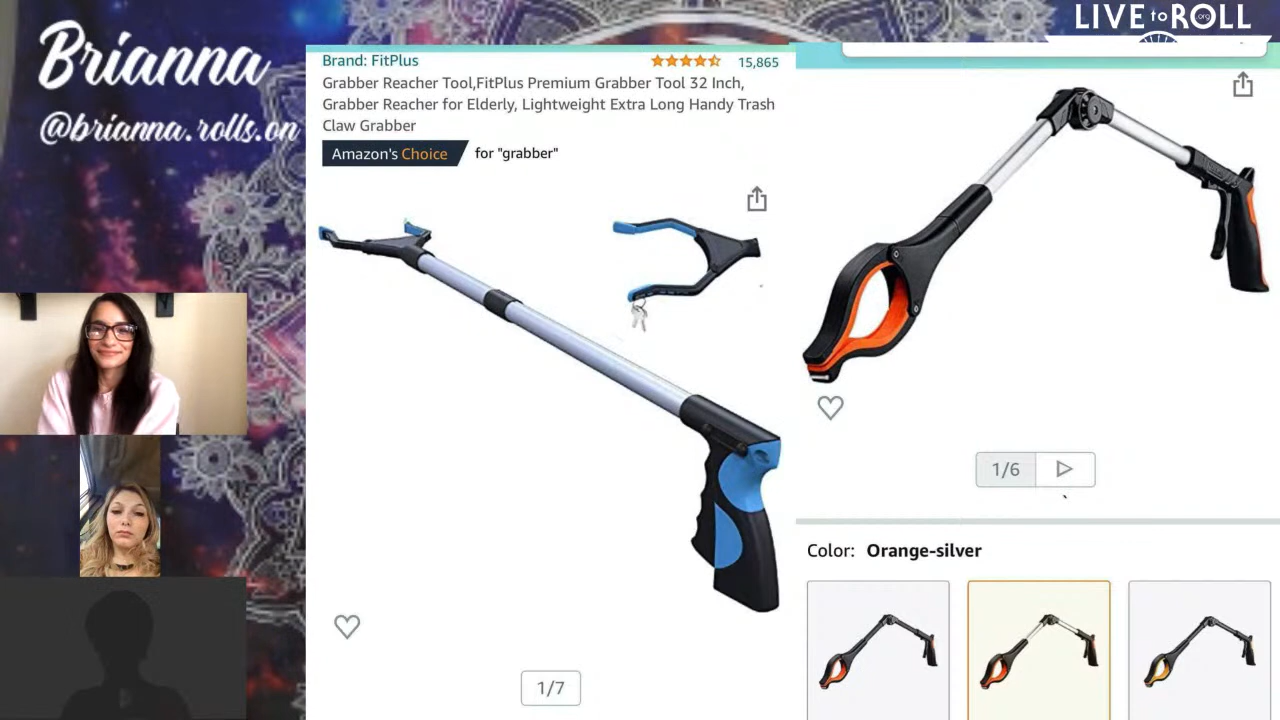 Brianna
@brianna.rolls.on
LIVE to ROLL
.org
Brand: FitPlus
15,865
Grabber Reacher Tool,FitPlus Premium Grabber Tool 32 Inch,
Grabber Reacher for Elderly, Lightweight Extra Long Handy Trash
Claw Grabber
Amazon's Choice for "grabber"
1/7
1/6
Color: Orange-silver